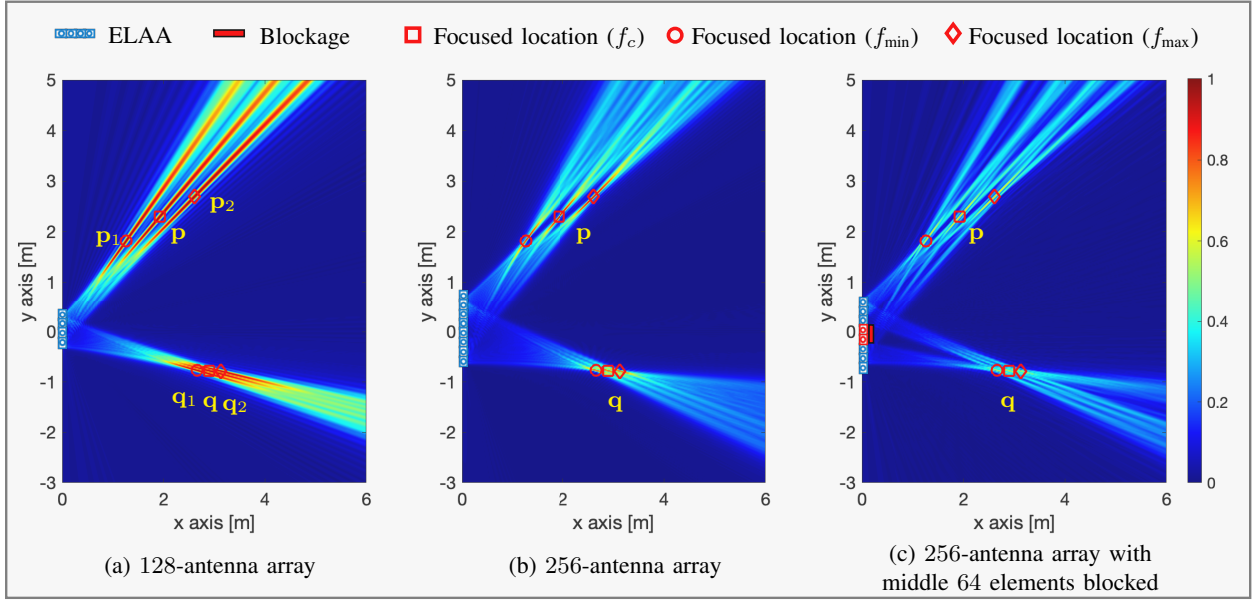 ELAA Blockage Focused location (f_c) Focused location (f_min) Focused location (f_max)
5
4
3
2
1
0
-1
-2
-3
y axis [m]
p₁ p p₂
q₁ q q₂
0 2 4 6
x axis [m]
(a) 128-antenna array
5
4
3
2
1
0
-1
-2
-3
y axis [m]
p
q
0 2 4 6
x axis [m]
(b) 256-antenna array
5
4
3
2
1
0
-1
-2
-3
y axis [m]
p
q
0 2 4 6
x axis [m]
1
0.8
0.6
0.4
0.2
0
(c) 256-antenna array with
middle 64 elements blocked